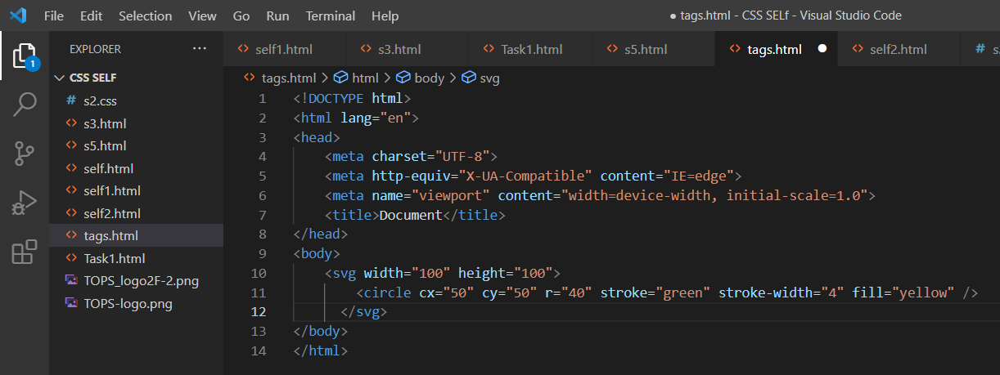 File Edit Selection View Go Run Terminal Help ● tags.html - CSS SELf - Visual Studio Code
EXPLORER ··· self1.html s3.html Task1.html s5.html tags.html ● self2.html # s.
1
CSS SELF
# s2.css
s3.html
s5.html
self.html
self1.html
self2.html
tags.html
Task1.html
TOPS_logo2F-2.png
TOPS-logo.png
tags.html > html > body > svg
1 <!DOCTYPE html>
2 <html lang="en">
3 <head>
4 <meta charset="UTF-8">
5 <meta http-equiv="X-UA-Compatible" content="IE=edge">
6 <meta name="viewport" content="width=device-width, initial-scale=1.0">
7 <title>Document</title>
8 </head>
9 <body>
10 <svg width="100" height="100">
11 <circle cx="50" cy="50" r="40" stroke="green" stroke-width="4" fill="yellow" />
12 </svg>
13 </body>
14 </html>